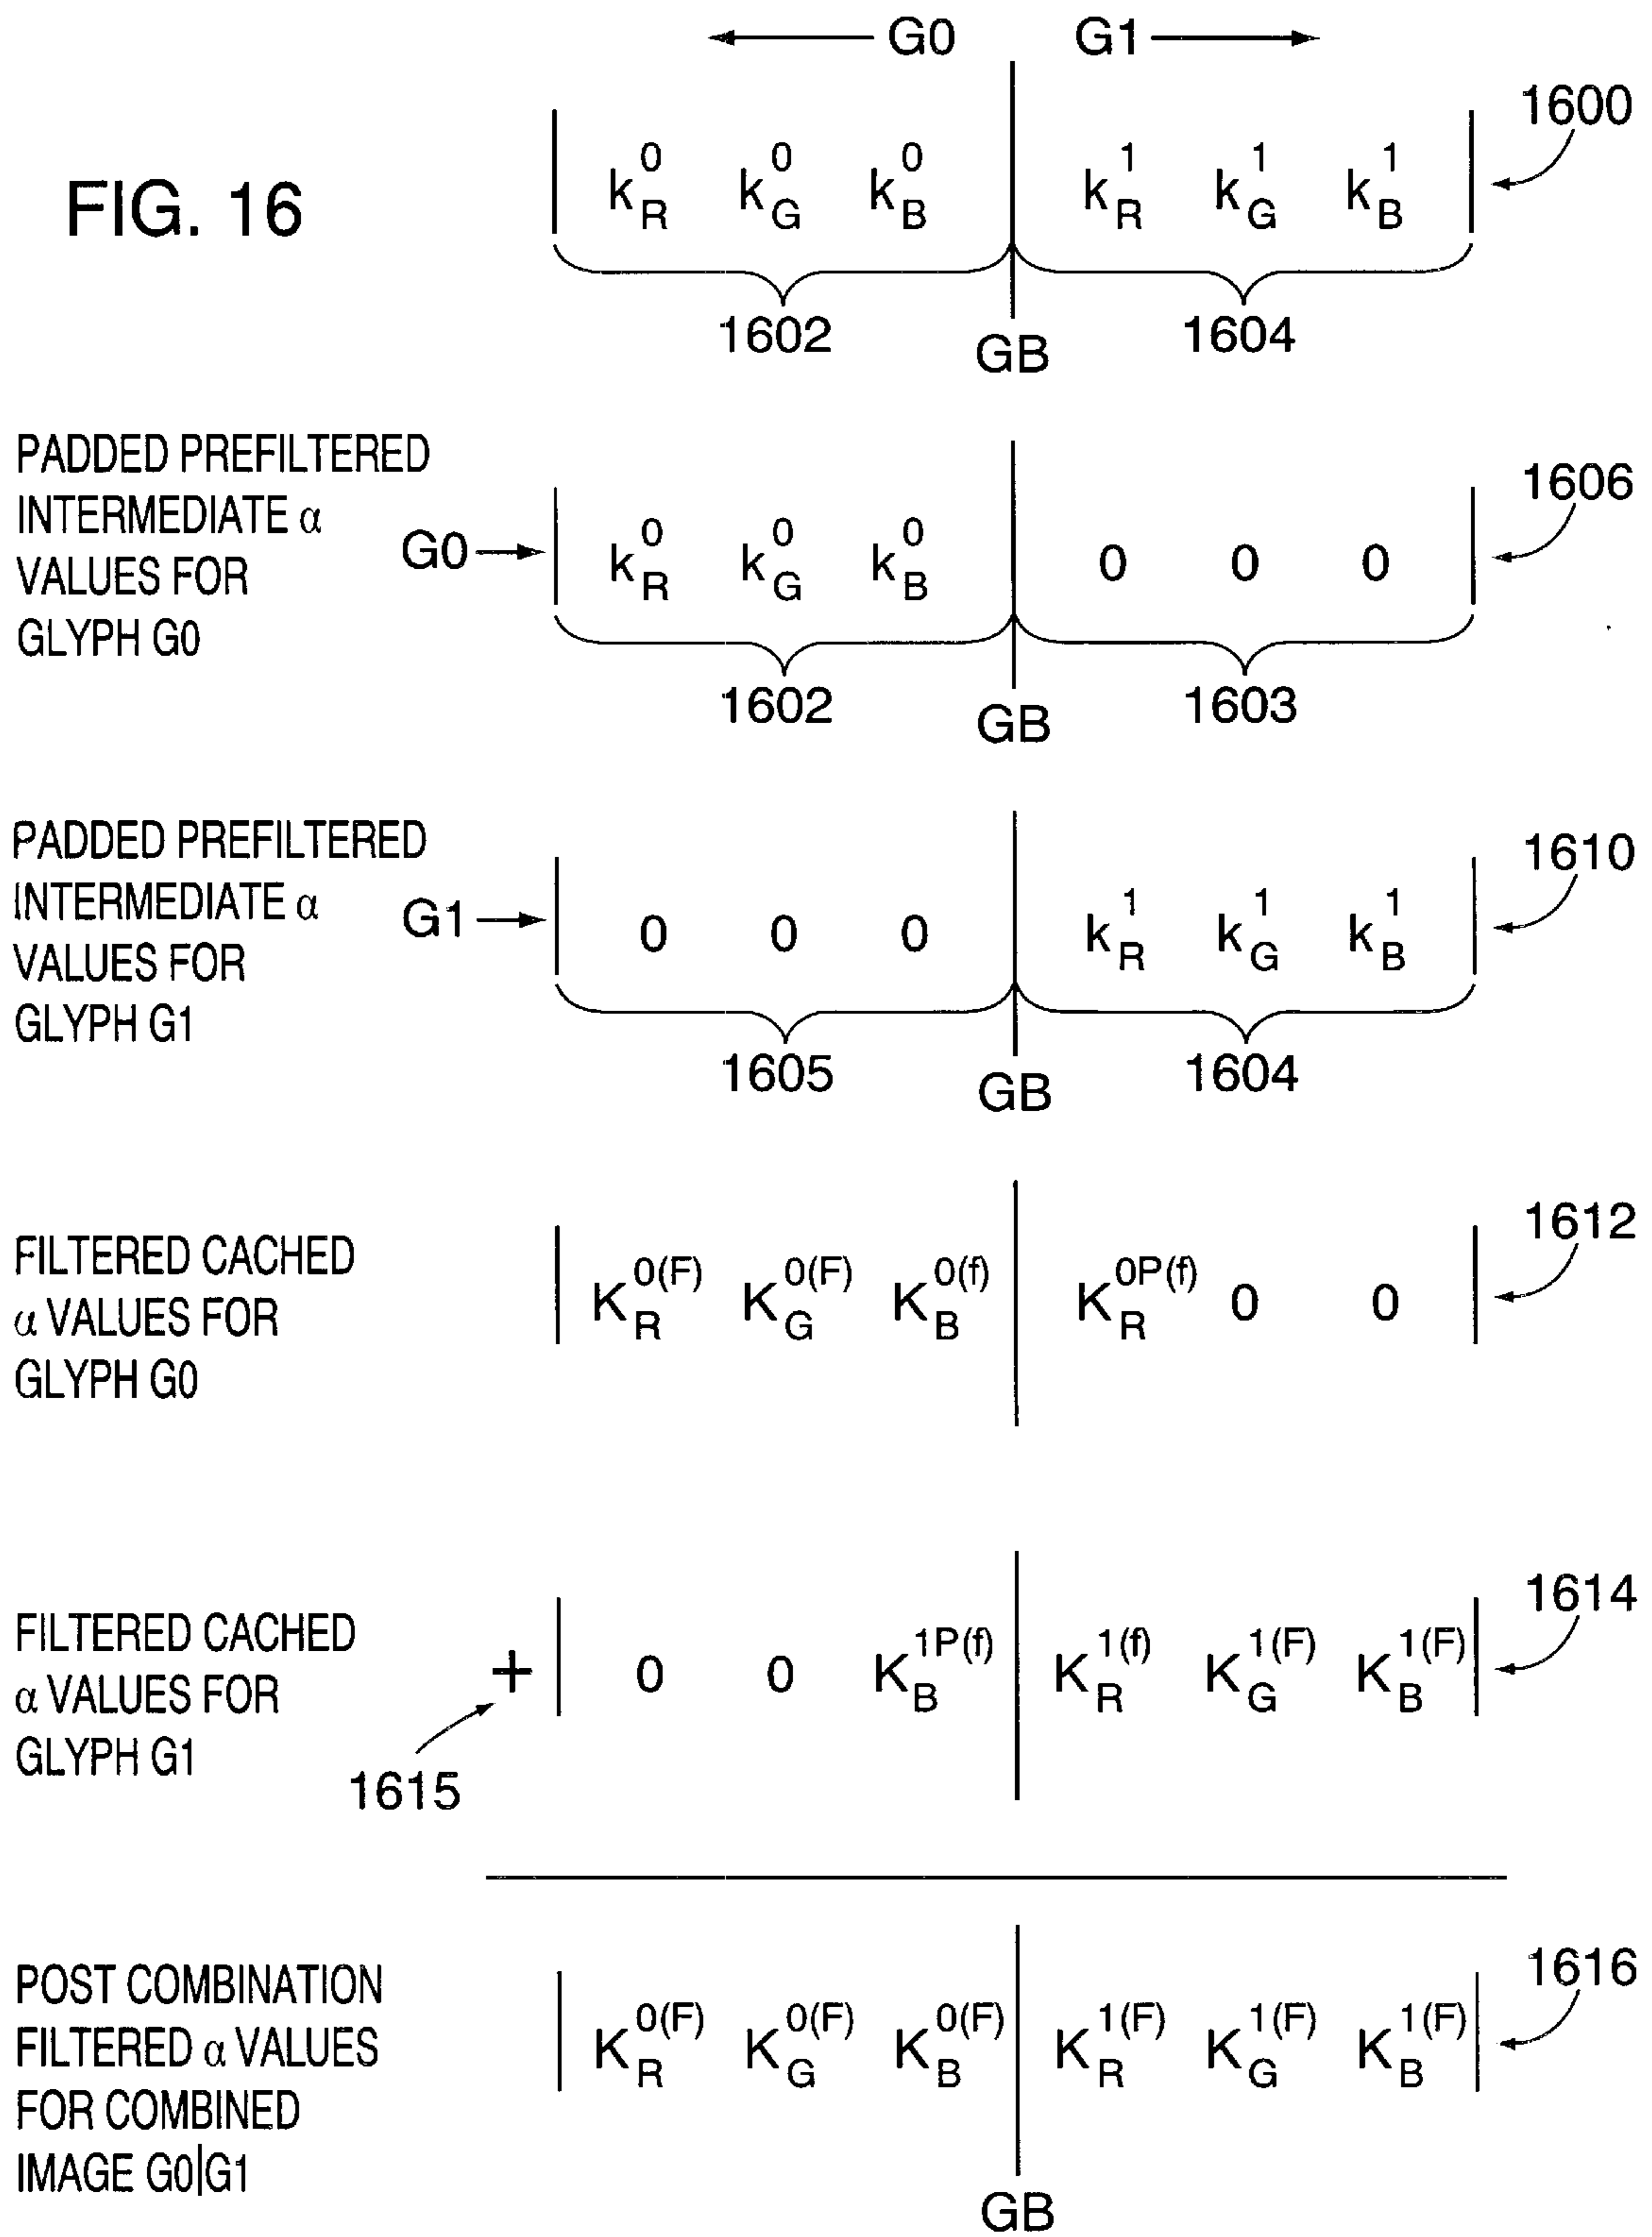 G0 G1
1600
FIG. 16
k_R^0 k_G^0 k_B^0 k_R^1 k_G^1 k_B^1
1602 GB 1604
PADDED PREFILTERED
INTERMEDIATE α
VALUES FOR
GLYPH G0
G0
k_R^0 k_G^0 k_B^0 0 0 0
1606
1602 GB 1603
PADDED PREFILTERED
INTERMEDIATE α
VALUES FOR
GLYPH G1
G1
0 0 0 k_R^1 k_G^1 k_B^1
1610
1605 GB 1604
FILTERED CACHED
α VALUES FOR
GLYPH G0
K_R^0(F) K_G^0(F) K_B^0(f) K_R^0P(f) 0 0
1612
FILTERED CACHED
α VALUES FOR
GLYPH G1
+ 0 0 K_B^1P(f) K_R^1(f) K_G^1(F) K_B^1(F)
1614
1615
POST COMBINATION
FILTERED α VALUES
FOR COMBINED
IMAGE G0|G1
K_R^0(F) K_G^0(F) K_B^0(F) K_R^1(F) K_G^1(F) K_B^1(F)
1616
GB